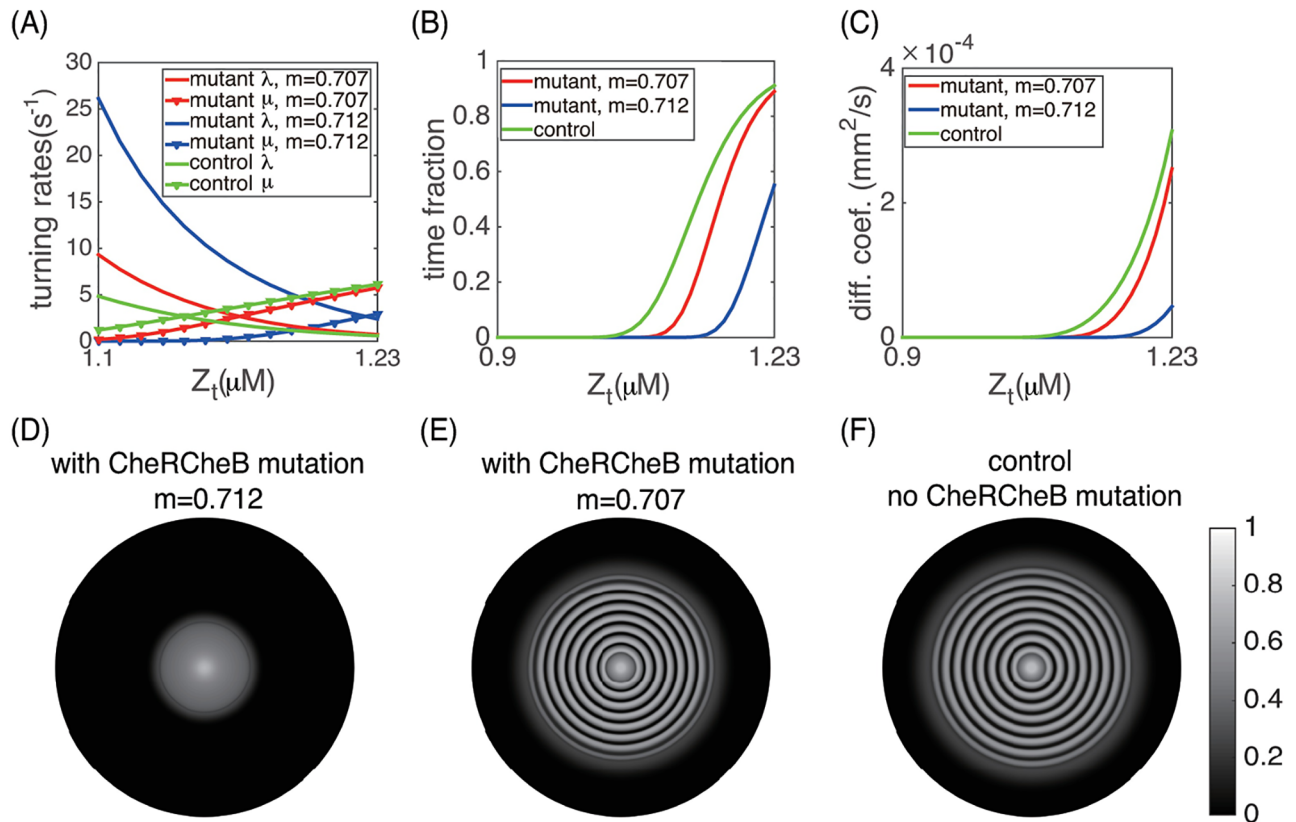 (A)
turning rates(s⁻¹)
30
25
20
15
10
5
0
1.1
1.23
Zₜ(μM)
mutant λ, m=0.707
mutant μ, m=0.707
mutant λ, m=0.712
mutant μ, m=0.712
control λ
control μ
(B)
time fraction
1
0.8
0.6
0.4
0.2
0
0.9
1.23
Zₜ(μM)
mutant, m=0.707
mutant, m=0.712
control
(C)
×10⁻⁴
diff. coef. (mm²/s)
4
2
0
0.9
1.23
Zₜ(μM)
mutant, m=0.707
mutant, m=0.712
control
(D)
with CheRCheB mutation
m=0.712
(E)
with CheRCheB mutation
m=0.707
(F)
control
no CheRCheB mutation
1
0.8
0.6
0.4
0.2
0